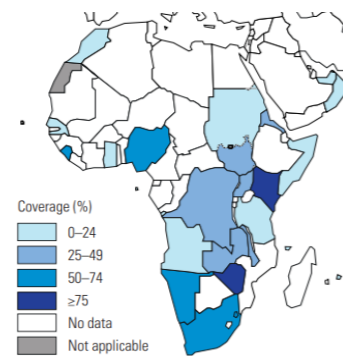 Coverage (%)
0–24
25–49
50–74
≥75
No data
Not applicable